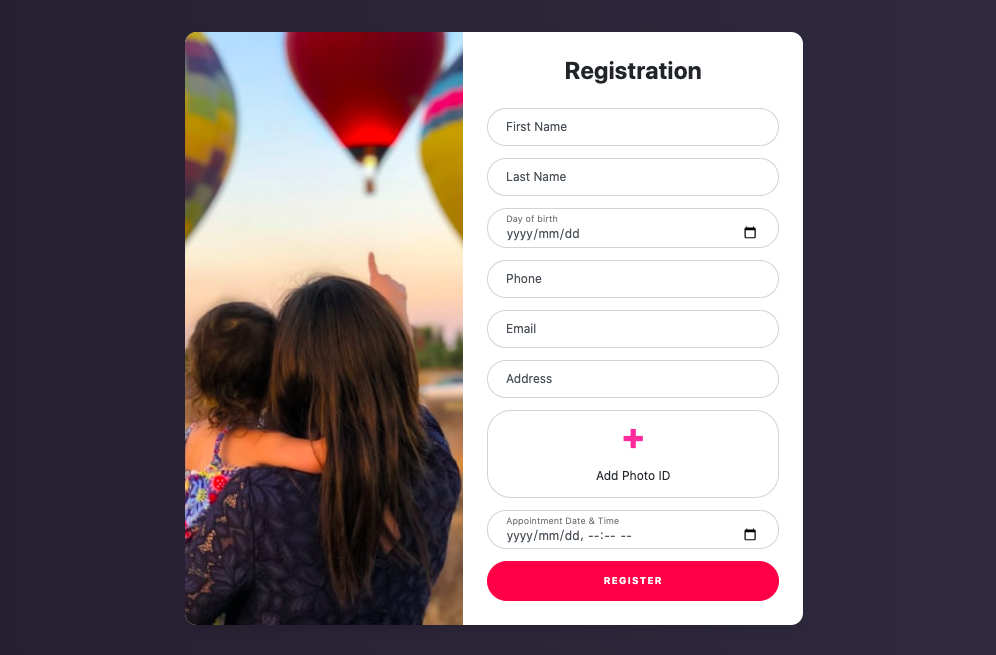 Registration
First Name
Last Name
Day of birth
yyyy/mm/dd
Phone
Email
Address
Add Photo ID
Appointment Date & Time
yyyy/mm/dd, --:-- --
REGISTER